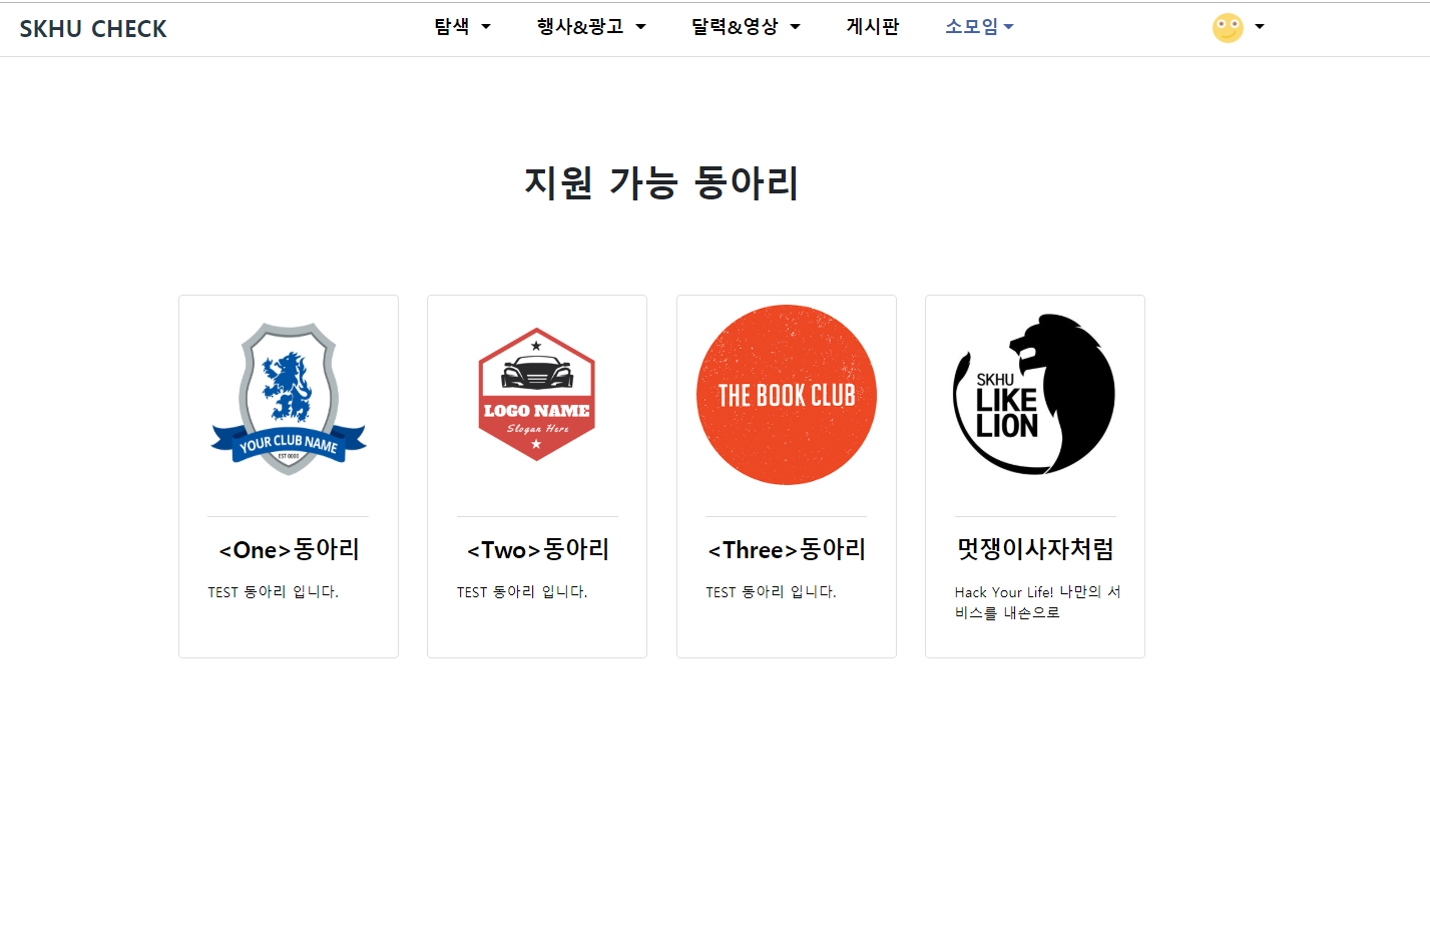 SKHU CHECK
탐색
행사&광고
달력&영상
게시판
소모임
지원 가능 동아리
YOUR CLUB NAME
EST 0000
<One>동아리
TEST 동아리 입니다.
LOGO NAME
Slogan Here
<Two>동아리
TEST 동아리 입니다.
THE BOOK CLUB
<Three>동아리
TEST 동아리 입니다.
SKHU
LIKE
LION
멋쟁이사자처럼
Hack Your Life! 나만의 서
비스를 내손으로